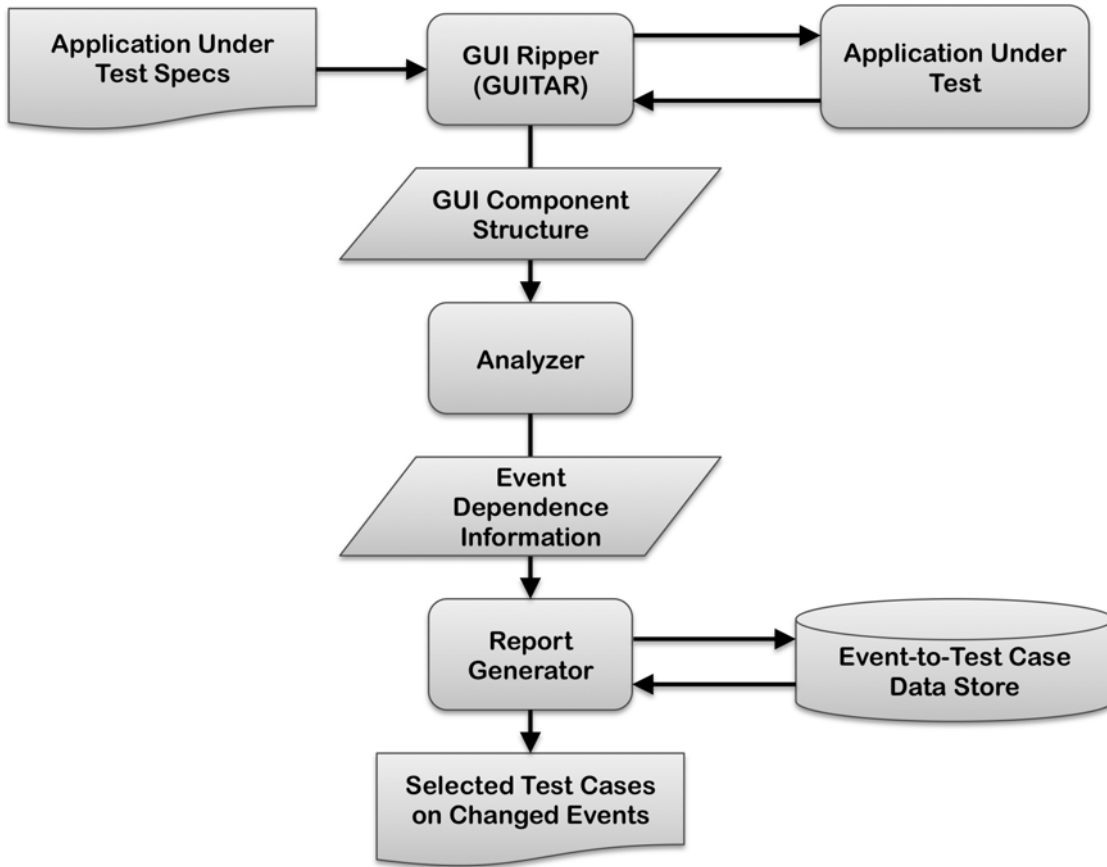 Application Under
Test Specs
GUI Ripper
(GUITAR)
Application Under
Test
GUI Component
Structure
Analyzer
Event
Dependence
Information
Report
Generator
Event-to-Test Case
Data Store
Selected Test Cases
on Changed Events